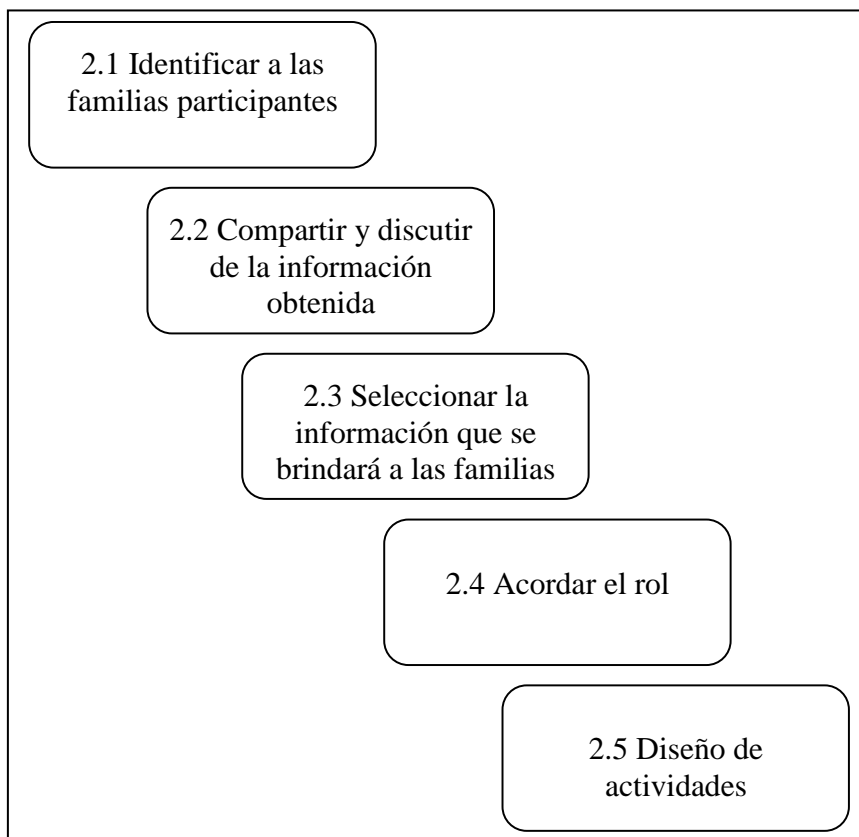 2.1 Identificar a las
familias participantes
2.2 Compartir y discutir
de la información
obtenida
2.3 Seleccionar la
información que se
brindará a las familias
2.4 Acordar el rol
2.5 Diseño de
actividades